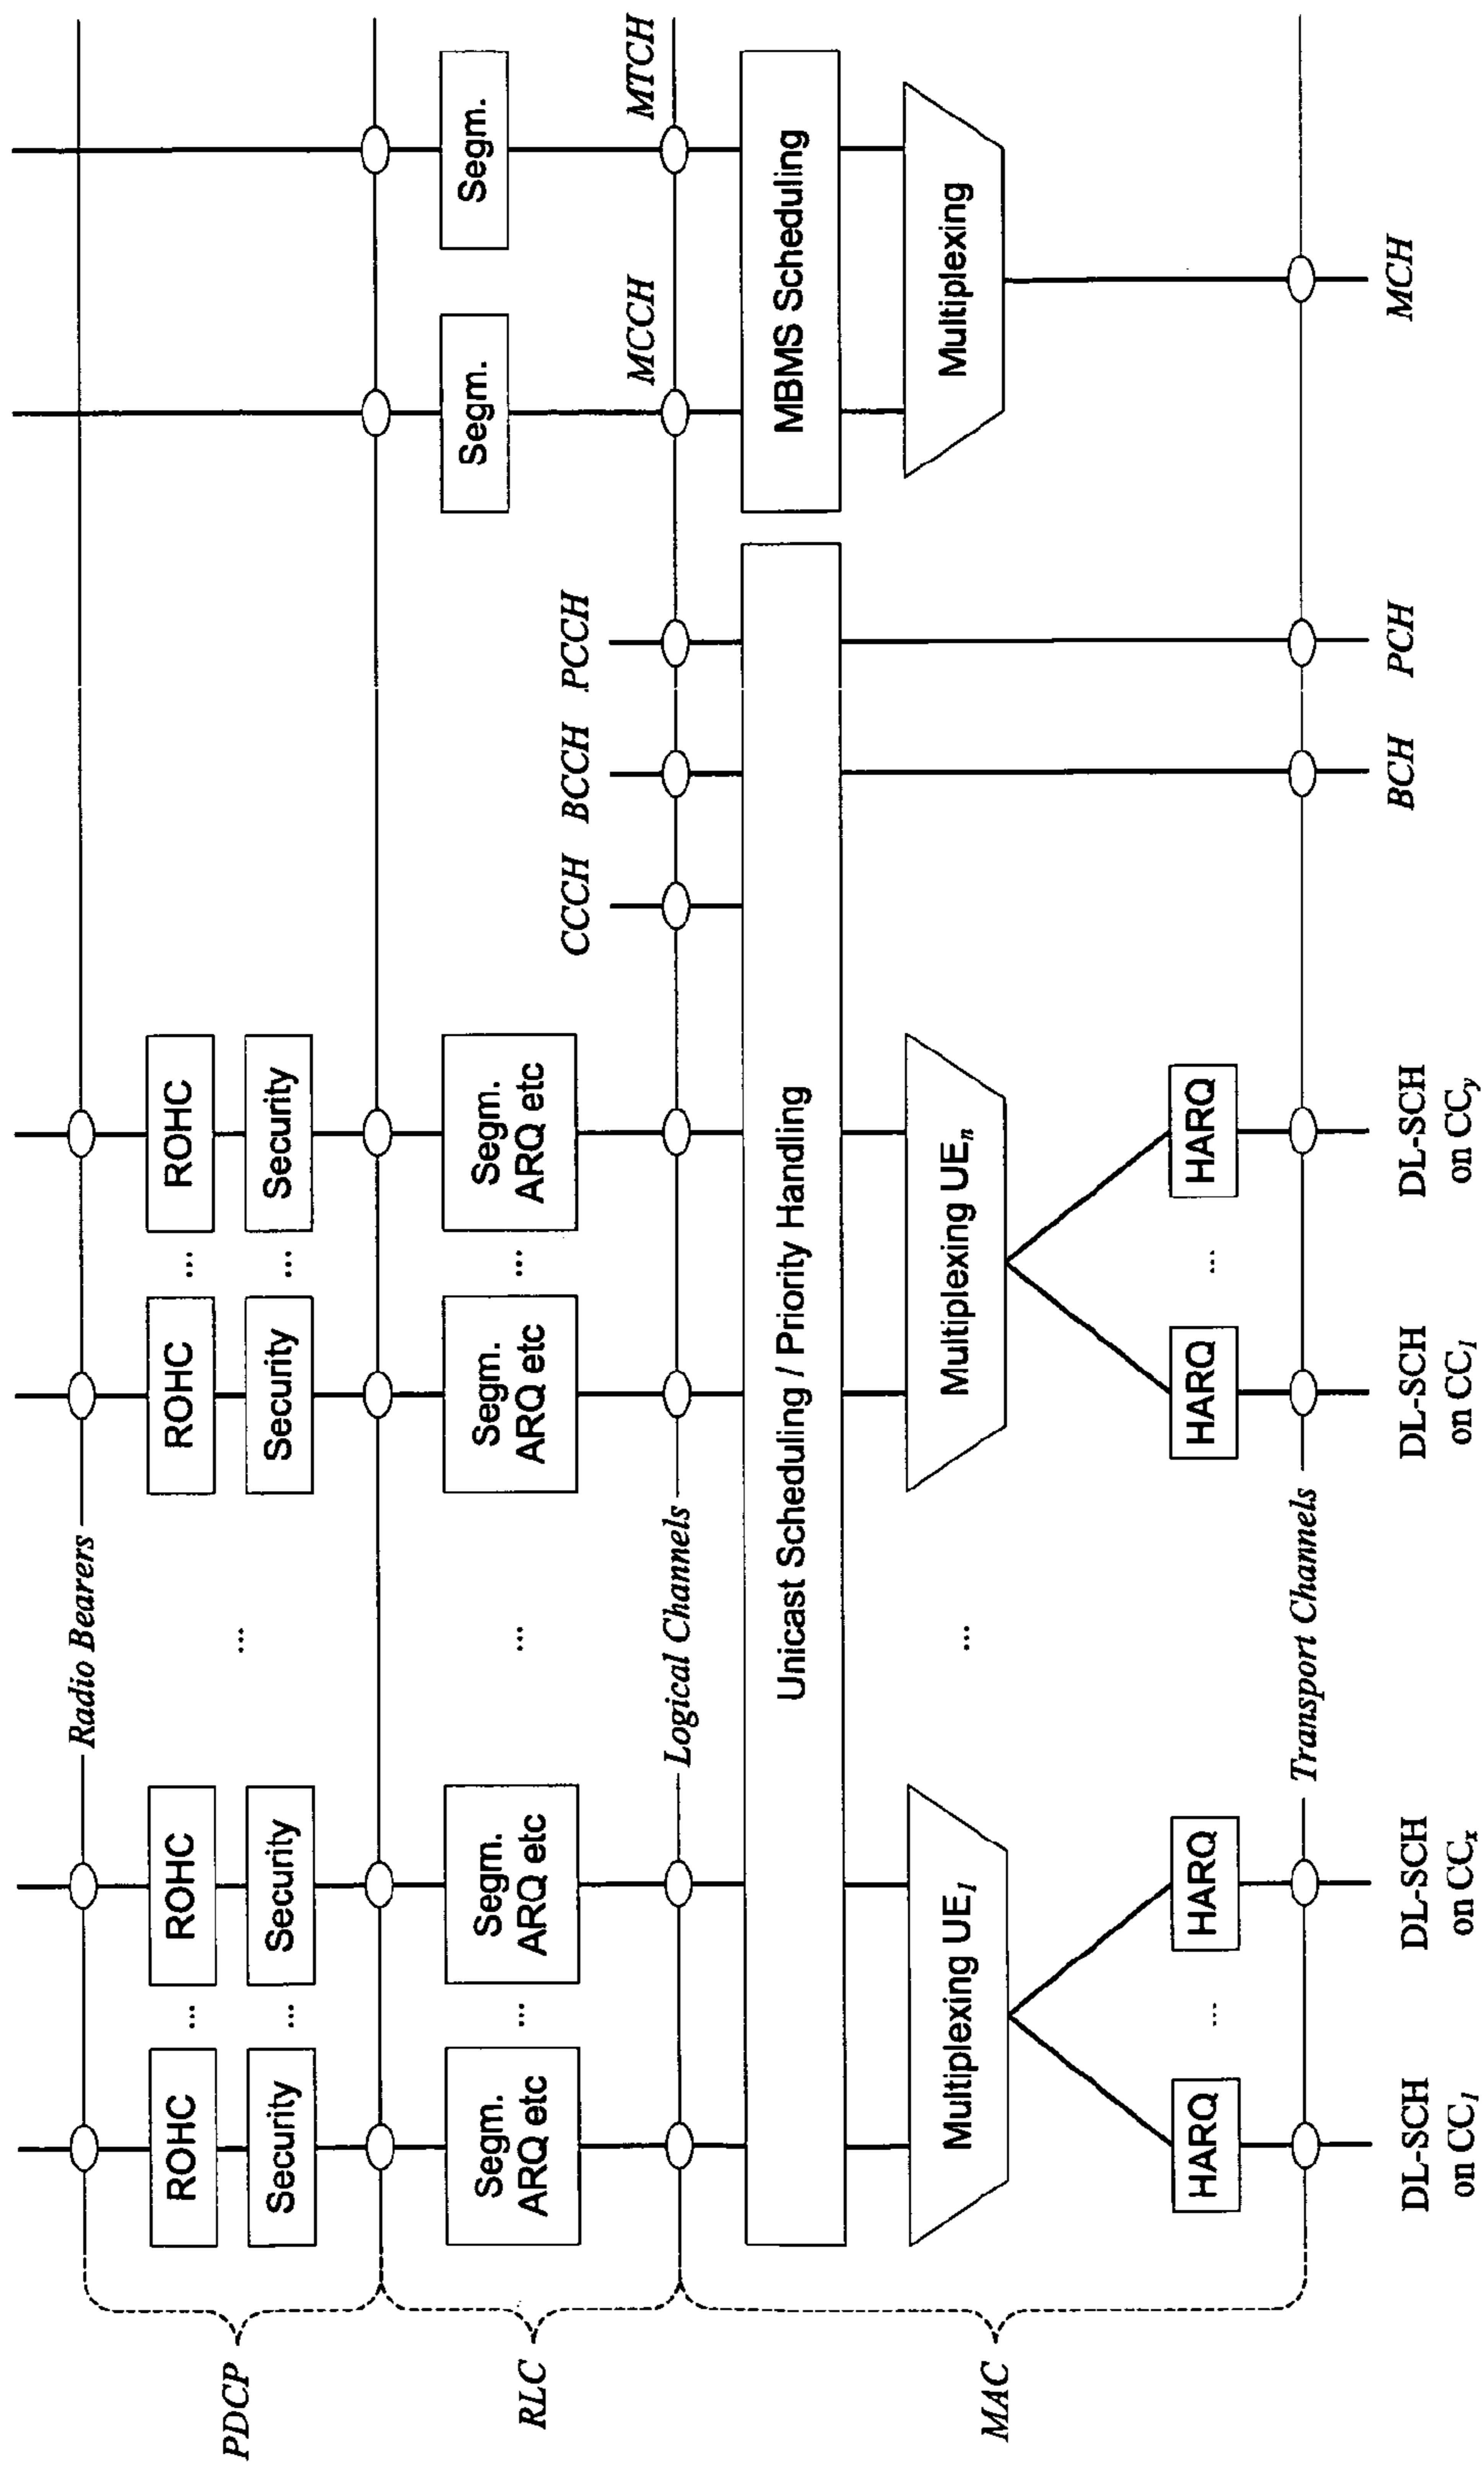 Radio Bearers
PDCP
ROHC
...
ROHC
ROHC
...
ROHC
...
Security
...
Security
Security
...
Security
RLC
Segm.
ARQ etc
...
Segm.
ARQ etc
...
Segm.
ARQ etc
...
Segm.
ARQ etc
Segm.
Segm.
Logical Channels
CCCH
BCCH
PCCH
MCCH
MTCH
MAC
Unicast Scheduling / Priority Handling
MBMS Scheduling
Multiplexing UE1
...
Multiplexing UEn
Multiplexing
HARQ
...
HARQ
HARQ
...
HARQ
Transport Channels
DL-SCH
on CC1
DL-SCH
on CCx
DL-SCH
on CC1
DL-SCH
on CCy
BCH
PCH
MCH